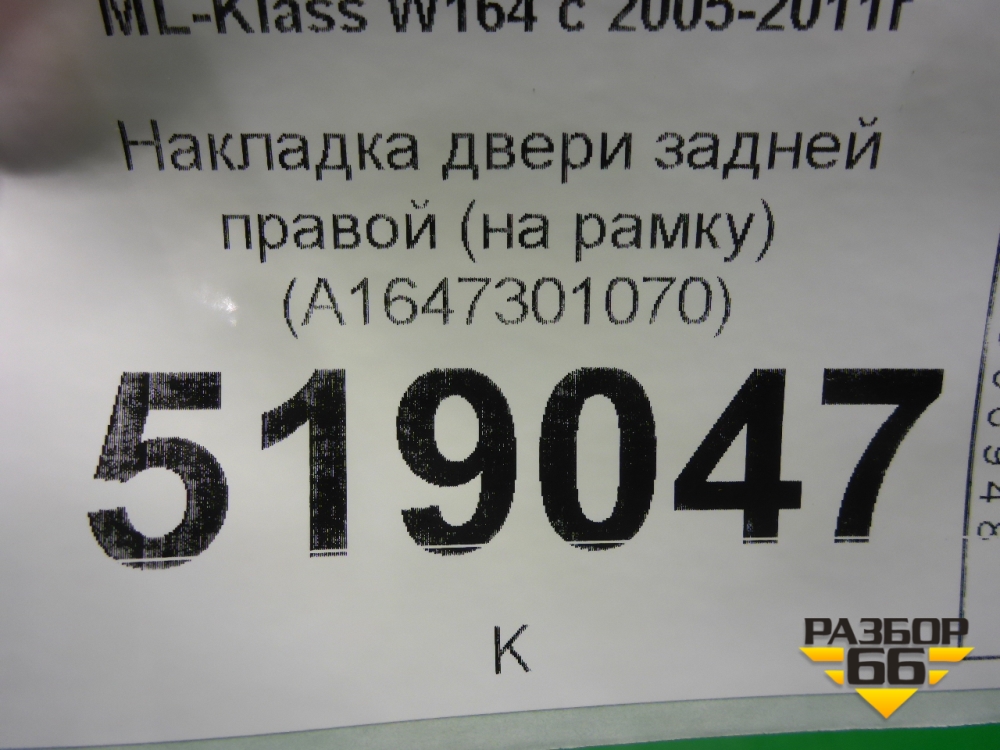 ML-Klass W164 с 2005-2011г
Накладка двери задней
правой (на рамку)
(A1647301070)
519047
К
РАЗБОР
66